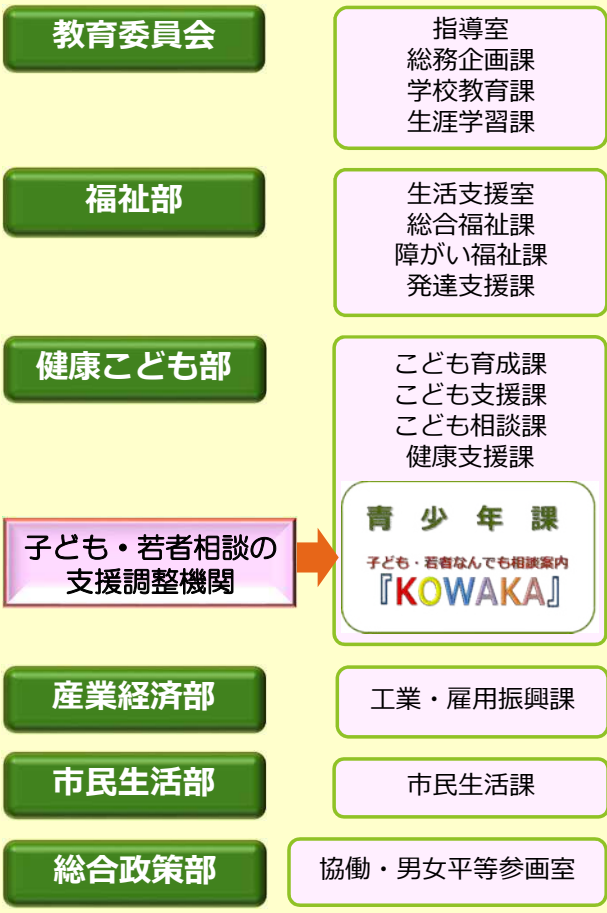 教育委員会
指導室
総務企画課
学校教育課
生涯学習課
福祉部
生活支援室
総合福祉課
障がい福祉課
発達支援課
健康こども部
こども育成課
こども支援課
こども相談課
健康支援課
青少年課
子ども・若者なんでも相談案内
『KOWAKA』
子ども・若者相談の
支援調整機関
産業経済部
工業・雇用振興課
市民生活部
市民生活課
総合政策部
協働・男女平等参画室